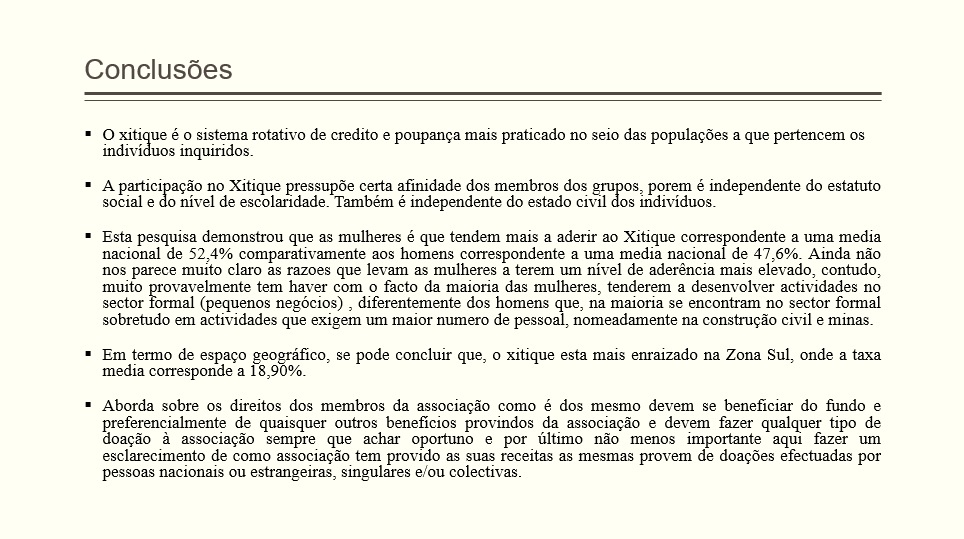 Conclusões
▪ O xitique é o sistema rotativo de credito e poupança mais praticado no seio das populações a que pertencem os
indivíduos inquiridos.
▪ A participação no Xitique pressupõe certa afinidade dos membros dos grupos, porem é independente do estatuto
social e do nível de escolaridade. Também é independente do estado civil dos indivíduos.
▪ Esta pesquisa demonstrou que as mulheres é que tendem mais a aderir ao Xitique correspondente a uma media
nacional de 52,4% comparativamente aos homens correspondente a uma media nacional de 47,6%. Ainda não
nos parece muito claro as razoes que levam as mulheres a terem um nível de aderência mais elevado, contudo,
muito provavelmente tem haver com o facto da maioria das mulheres, tenderem a desenvolver actividades no
sector formal (pequenos negócios) , diferentemente dos homens que, na maioria se encontram no sector formal
sobretudo em actividades que exigem um maior numero de pessoal, nomeadamente na construção civil e minas.
▪ Em termo de espaço geográfico, se pode concluir que, o xitique esta mais enraizado na Zona Sul, onde a taxa
media corresponde a 18,90%.
▪ Aborda sobre os direitos dos membros da associação como é dos mesmo devem se beneficiar do fundo e
preferencialmente de quaisquer outros benefícios provindos da associação e devem fazer qualquer tipo de
doação à associação sempre que achar oportuno e por último não menos importante aqui fazer um
esclarecimento de como associação tem provido as suas receitas as mesmas provem de doações efectuadas por
pessoas nacionais ou estrangeiras, singulares e/ou colectivas.